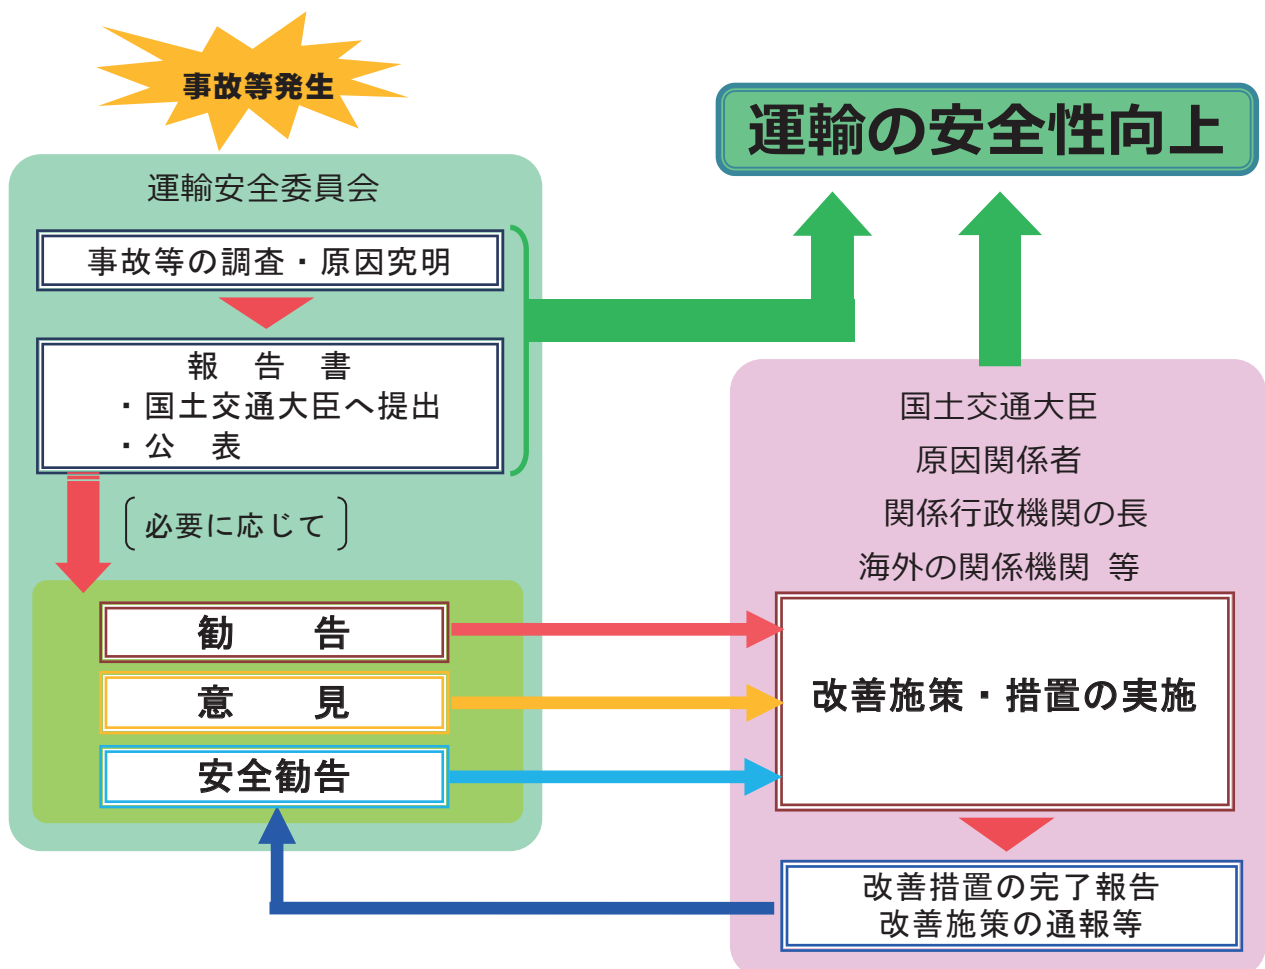 事故等発生
運輸の安全性向上
運輸安全委員会
事故等の調査・原因究明
報　告　書
・国土交通大臣へ提出
・公　表
〔必要に応じて〕
勧　　告
意　　見
安全勧告
国土交通大臣
原因関係者
関係行政機関の長
海外の関係機関 等
改善施策・措置の実施
改善措置の完了報告
改善施策の通報等